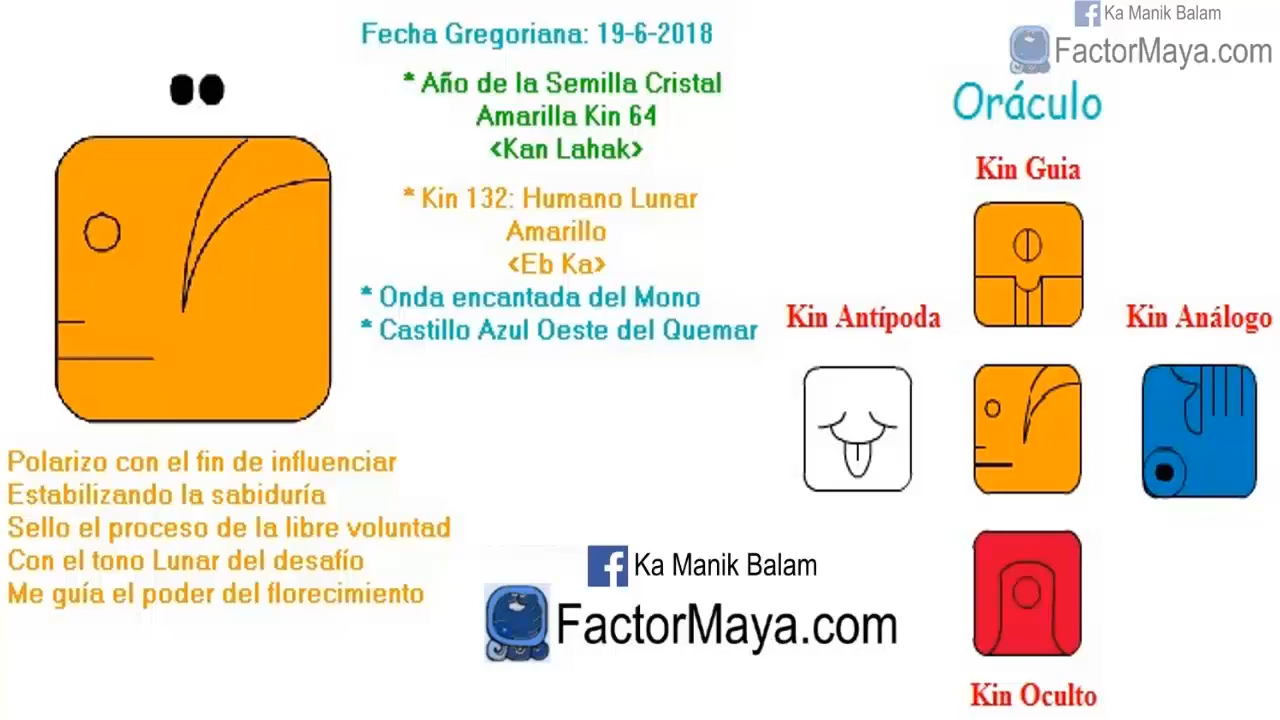 Fecha Gregoriana: 19-6-2018
* Año de la Semilla Cristal
Amarilla Kin 64
<Kan Lahak>
* Kin 132: Humano Lunar
Amarillo
<Eb Ka>
* Onda encantada del Mono
* Castillo Azul Oeste del Quemar
Polarizo con el fin de influenciar
Estabilizando la sabiduría
Sello el proceso de la libre voluntad
Con el tono Lunar del desafío
Me guía el poder del florecimiento
Ka Manik Balam
FactorMaya.com
Ka Manik Balam
FactorMaya.com
Oráculo
Kin Guia
Kin Antípoda
Kin Análogo
Kin Oculto